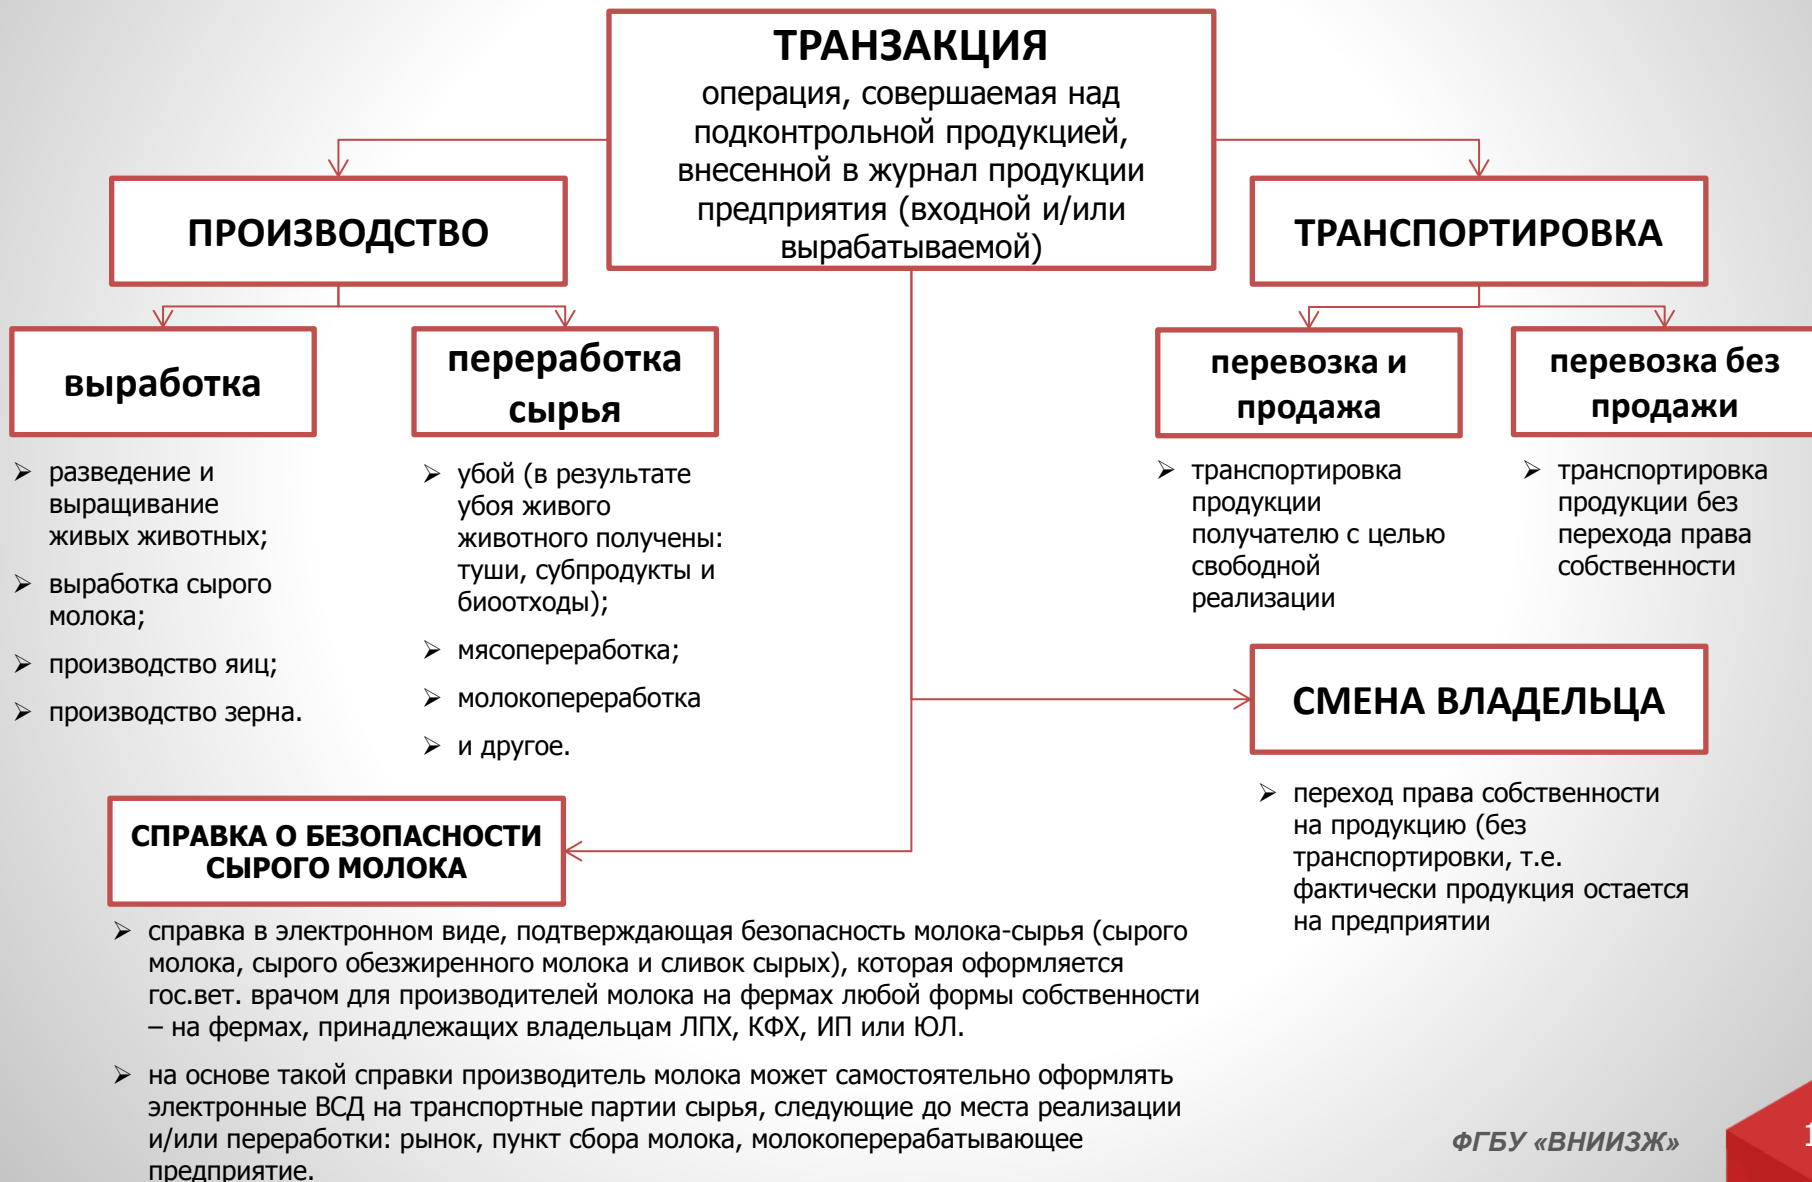 ТРАНЗАКЦИЯ
операция, совершаемая над
подконтрольной продукцией,
внесенной в журнал продукции
предприятия (входной и/или
вырабатываемой)
ПРОИЗВОДСТВО
ТРАНСПОРТИРОВКА
выработка
переработка
сырья
перевозка и
продажа
перевозка без
продажи
разведение и
выращивание
живых животных;
выработка сырого
молока;
производство яиц;
производство зерна.
убой (в результате
убоя живого
животного получены:
туши, субпродукты и
биоотходы);
мясопереработка;
молокопереработка
и другое.
транспортировка
продукции
получателю с целью
свободной
реализации
транспортировка
продукции без
перехода права
собственности
СМЕНА ВЛАДЕЛЬЦА
переход права собственности
на продукцию (без
транспортировки, т.е.
фактически продукция остается
на предприятии
СПРАВКА О БЕЗОПАСНОСТИ
СЫРОГО МОЛОКА
справка в электронном виде, подтверждающая безопасность молока-сырья (сырого
молока, сырого обезжиренного молока и сливок сырых), которая оформляется
гос.вет. врачом для производителей молока на фермах любой формы собственности
– на фермах, принадлежащих владельцам ЛПХ, КФХ, ИП или ЮЛ.
на основе такой справки производитель молока может самостоятельно оформлять
электронные ВСД на транспортные партии сырья, следующие до места реализации
и/или переработки: рынок, пункт сбора молока, молокоперерабатывающее
предприятие.
ФГБУ «ВНИИЗЖ»